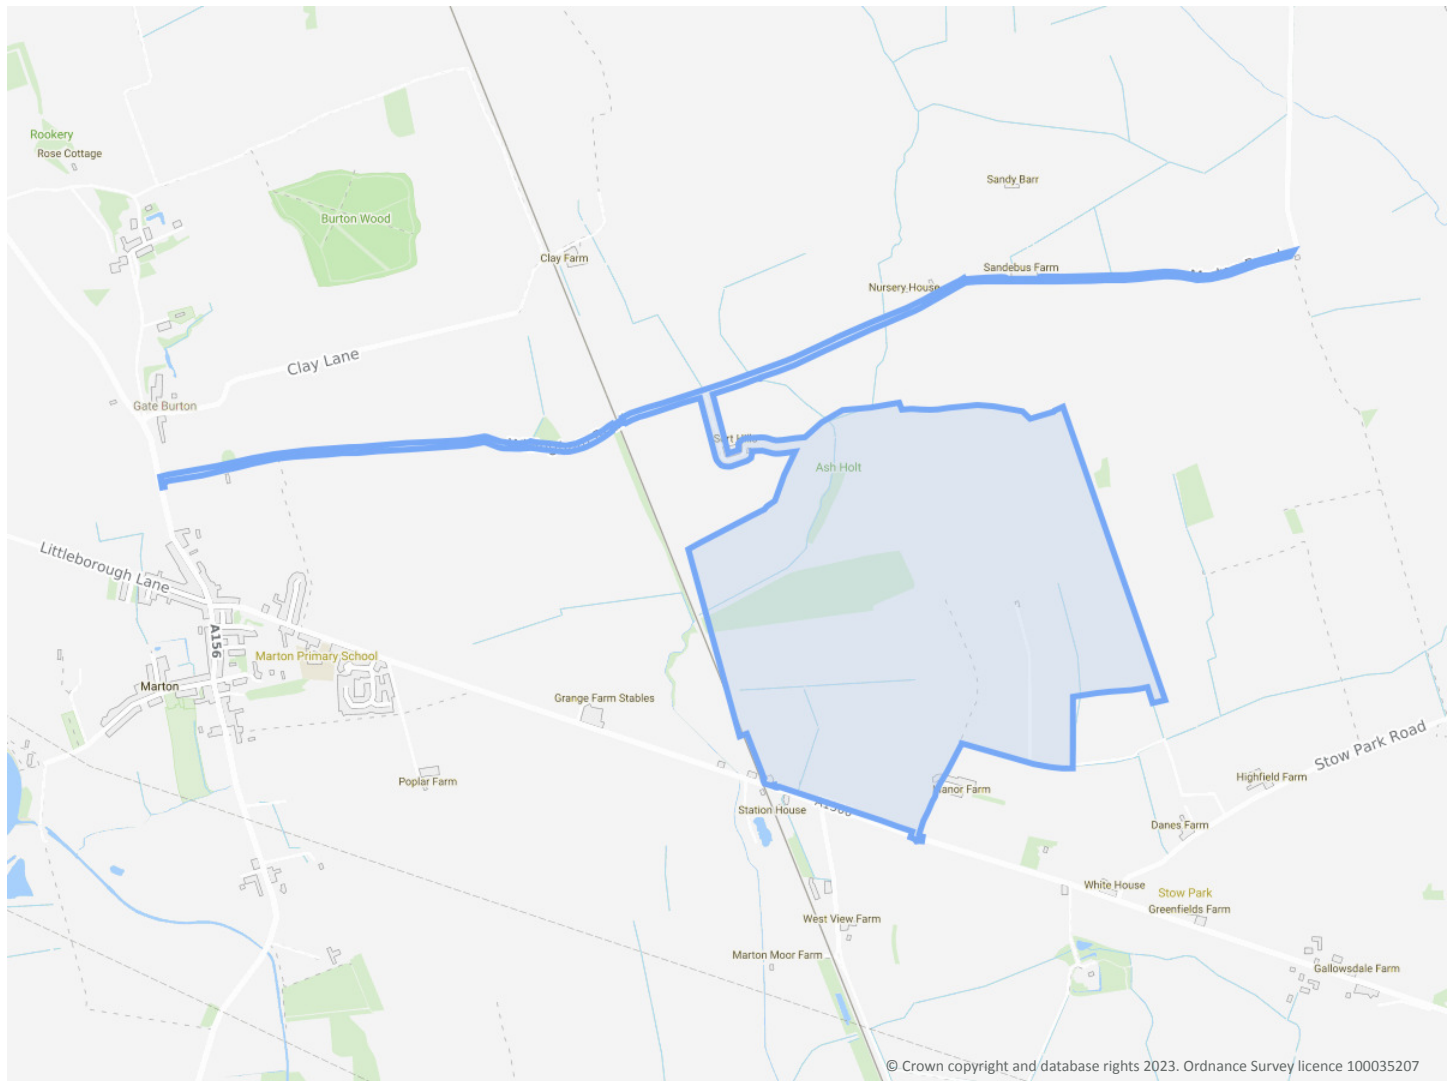 Rookery
Rose Cottage
Burton Wood
Sandy Barr
Clay Farm
Sandebus Farm
Nursery House
Clay Lane
Gate Burton
Ash Holt
Littleborough Lane
A156
Marton Primary School
Marton
Grange Farm Stables
Poplar Farm
Station House
Manor Farm
Stow Park Road
Highfield Farm
Danes Farm
White House
Stow Park
Greenfields Farm
West View Farm
Marton Moor Farm
Gallowsdale Farm
© Crown copyright and database rights 2023. Ordnance Survey licence 100035207